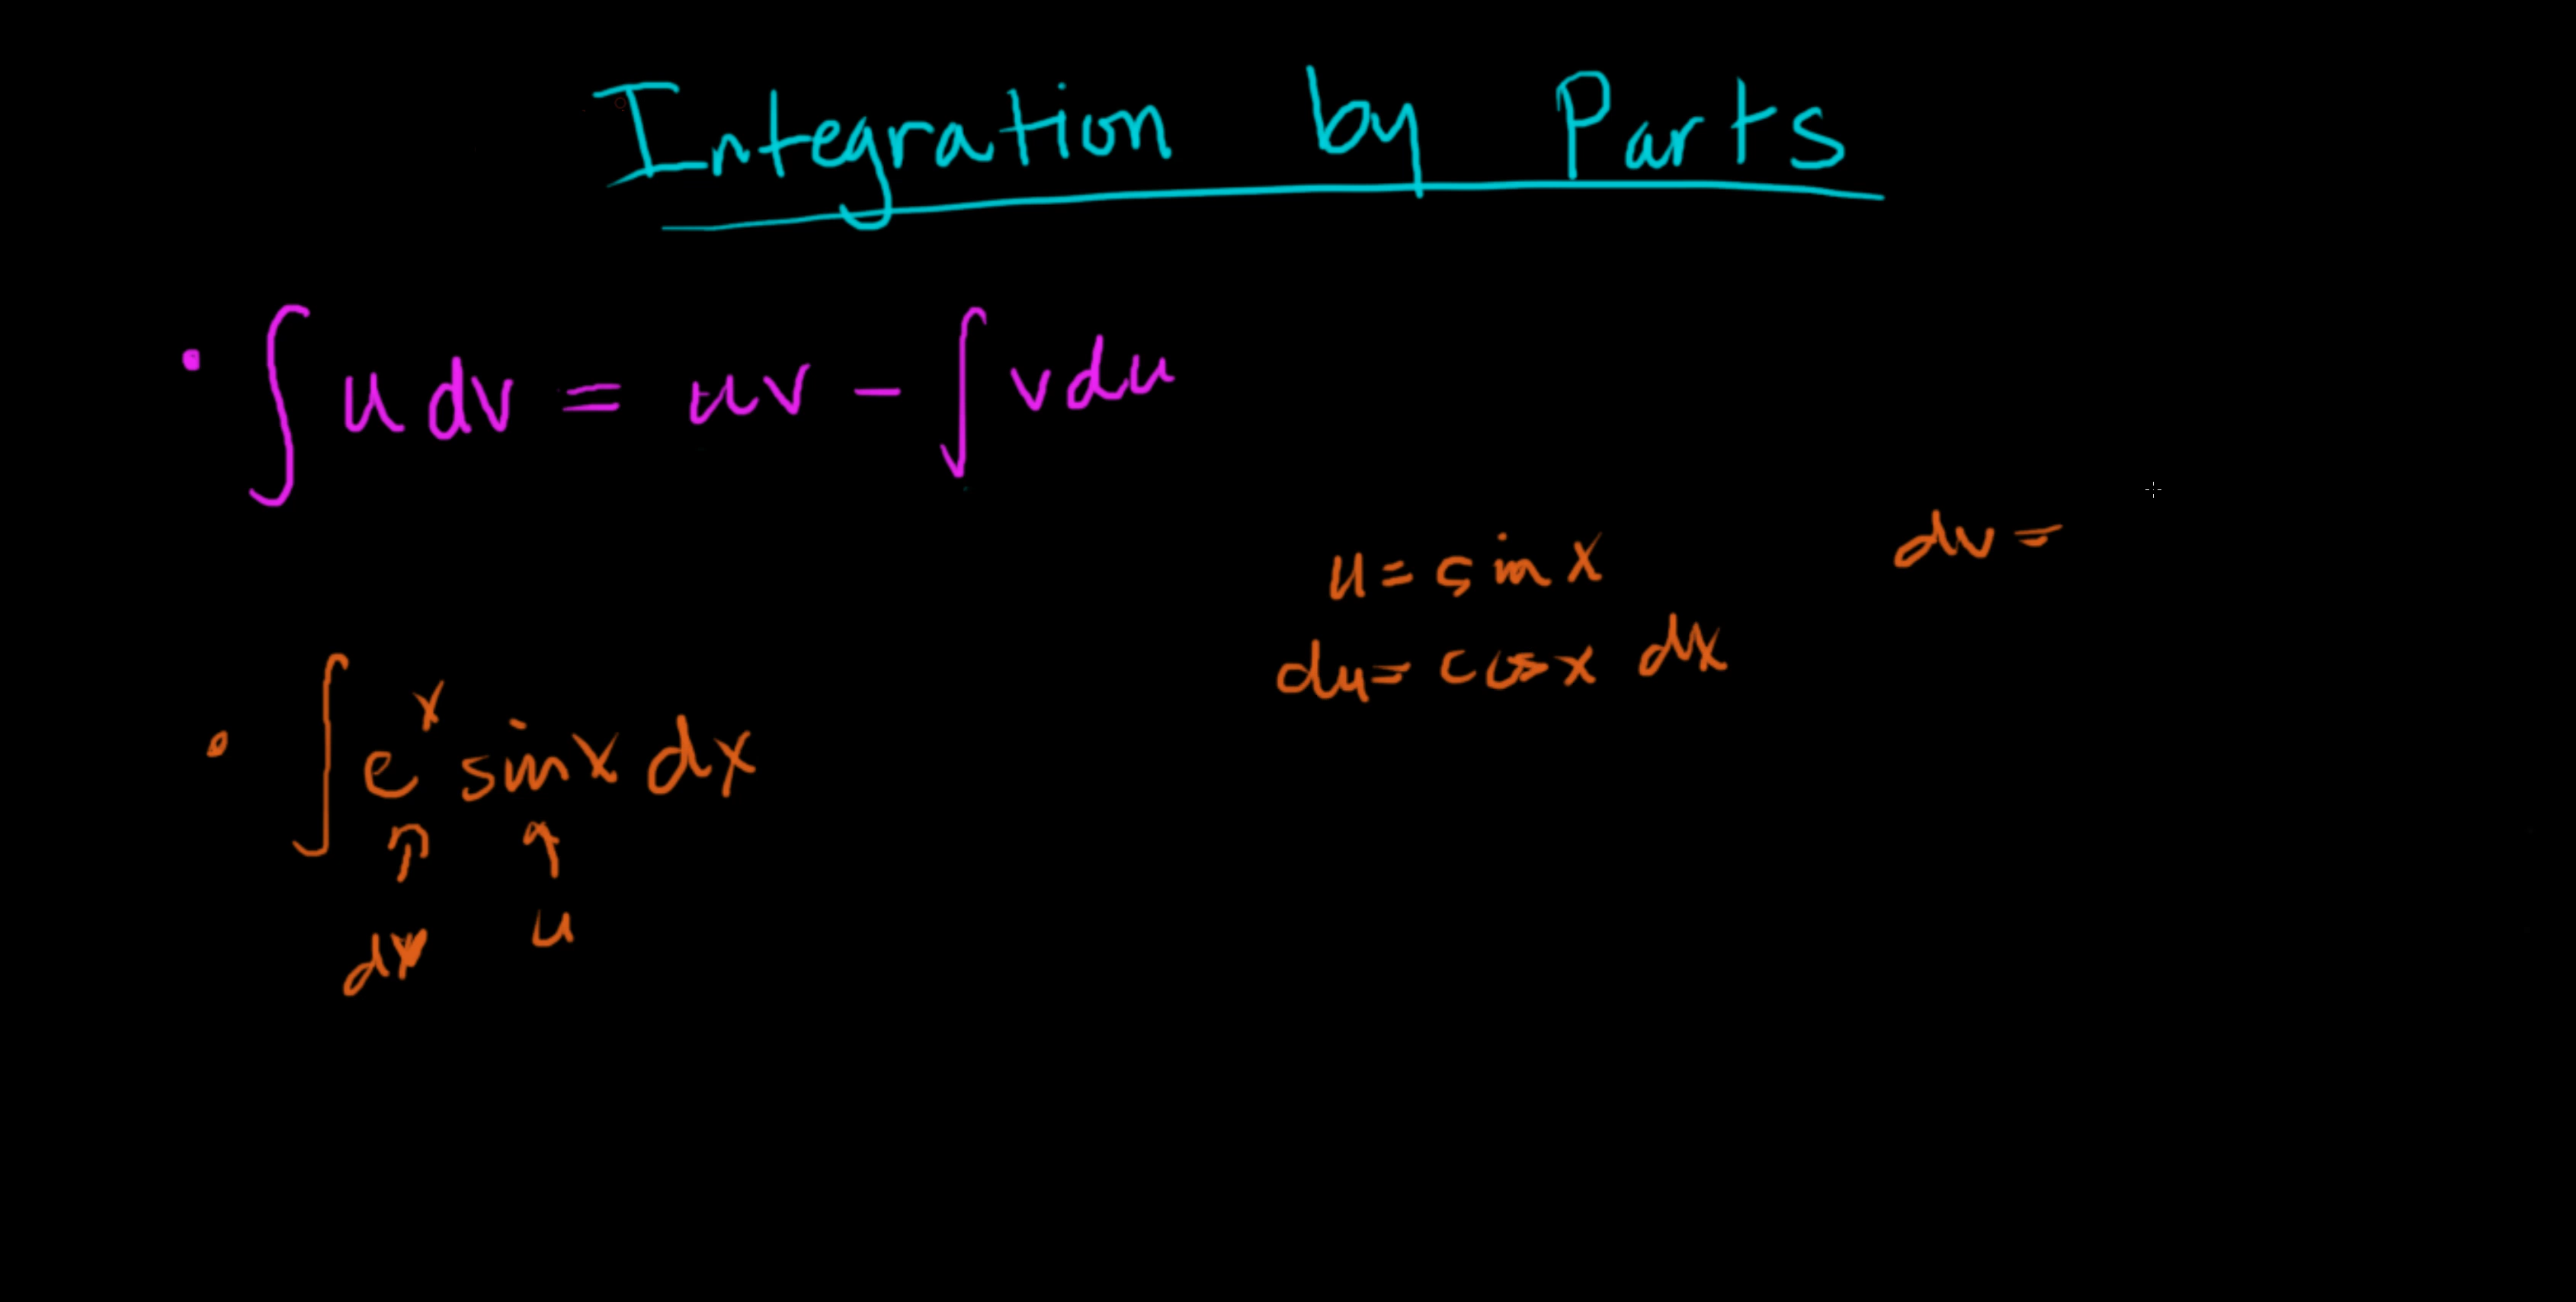 Integration by Parts
• ∫ u dv = uv - ∫ v du
u = sin x
dv =
du = cos x dx
• ∫ e^x sin x dx
dv u